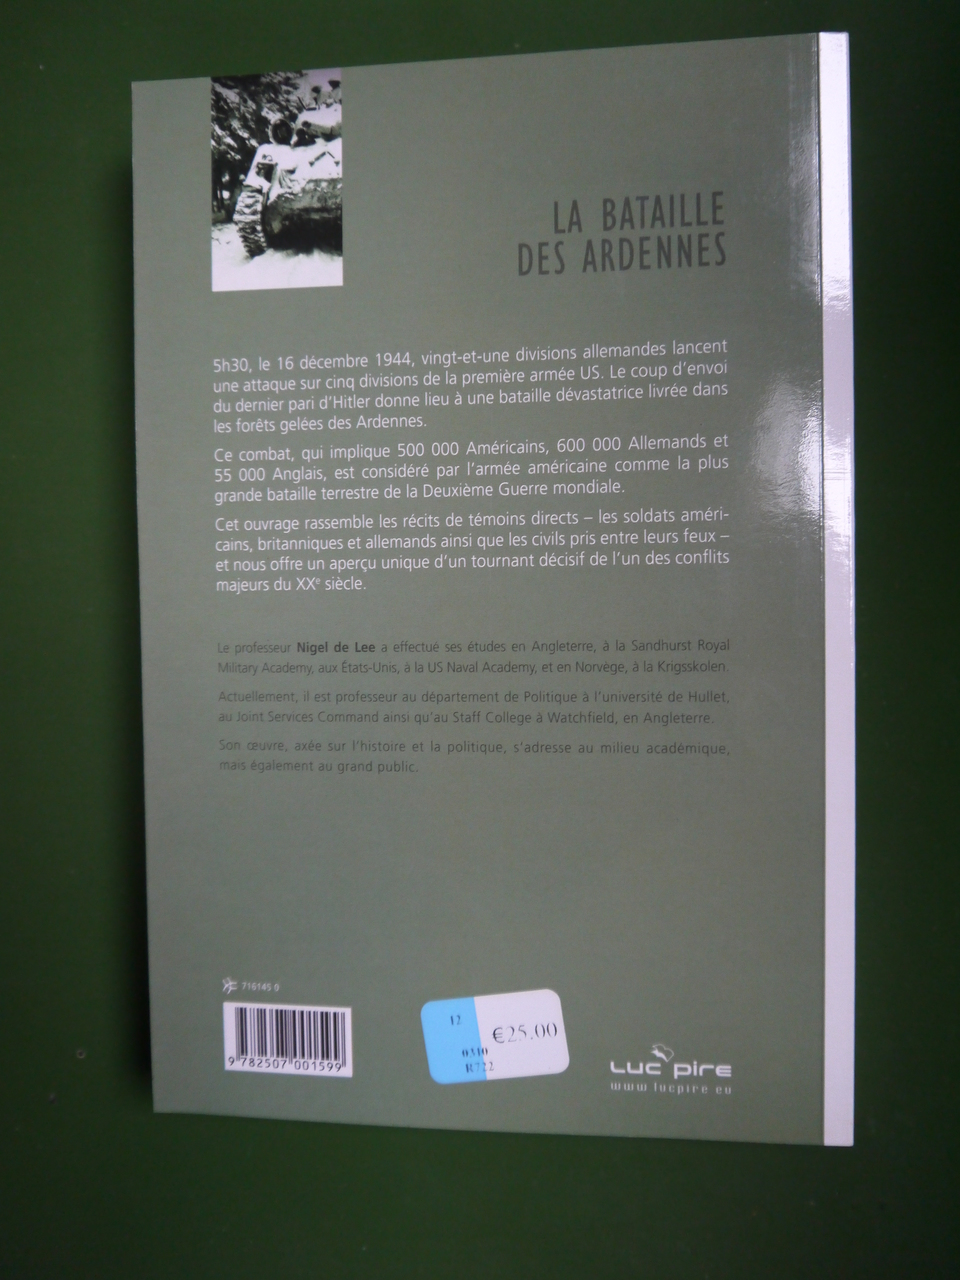 LA BATAILLE
DES ARDENNES
5h30, le 16 décembre 1944, vingt-et-une divisions allemandes lancent
une attaque sur cinq divisions de la première armée US. Le coup d'envoi
du dernier pari d'Hitler donne lieu à une bataille dévastatrice livrée dans
les forêts gelées des Ardennes.
Ce combat, qui implique 500 000 Américains, 600 000 Allemands et
55 000 Anglais, est considéré par l'armée américaine comme la plus
grande bataille terrestre de la Deuxième Guerre mondiale.
Cet ouvrage rassemble les récits de témoins directs – les soldats améri-
cains, britanniques et allemands ainsi que les civils pris entre leurs feux –
et nous offre un aperçu unique d'un tournant décisif de l'un des conflits
majeurs du XXe siècle.
Le professeur Nigel de Lee a effectué ses études en Angleterre, à la Sandhurst Royal
Military Academy, aux États-Unis, à la US Naval Academy, et en Norvège, à la Krigsskolen.
Actuellement, il est professeur au département de Politique à l'université de Hullet,
au Joint Services Command ainsi qu'au Staff College à Watchfield, en Angleterre.
Son œuvre, axée sur l'histoire et la politique, s'adresse au milieu académique,
mais également au grand public.
716145 0
9 782507 001599
12
€25.00
0310
R722
LUC PIRE
www.lucpire.eu